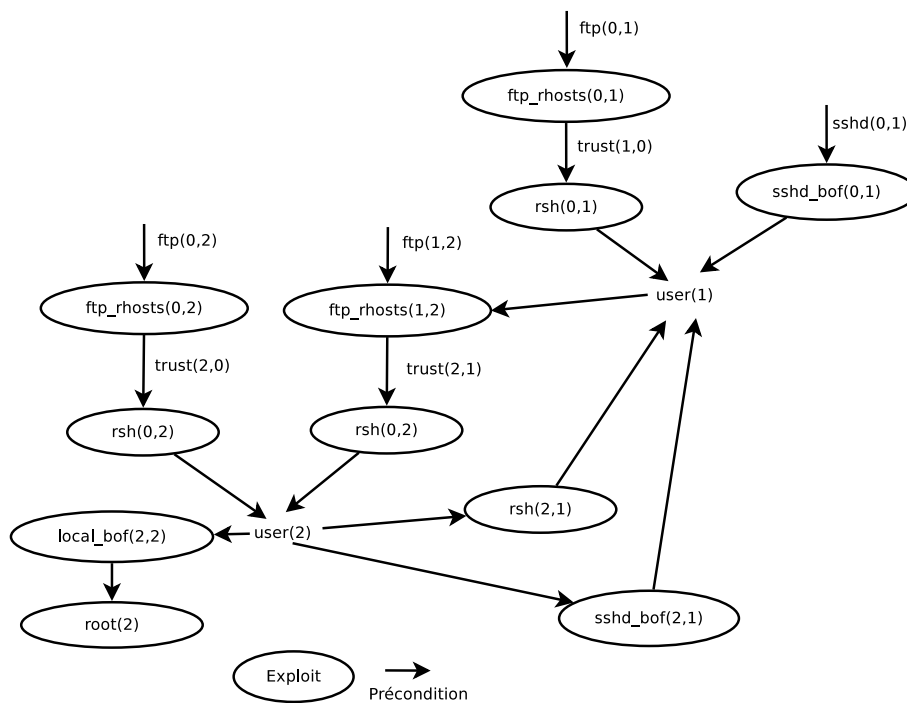 ftp(0,1)
ftp_rhosts(0,1)
sshd(0,1)
trust(1,0)
sshd_bof(0,1)
rsh(0,1)
ftp(0,2)
ftp(1,2)
user(1)
ftp_rhosts(0,2)
ftp_rhosts(1,2)
trust(2,0)
trust(2,1)
rsh(0,2)
rsh(0,2)
rsh(2,1)
user(2)
local_bof(2,2)
sshd_bof(2,1)
root(2)
Exploit
Précondition